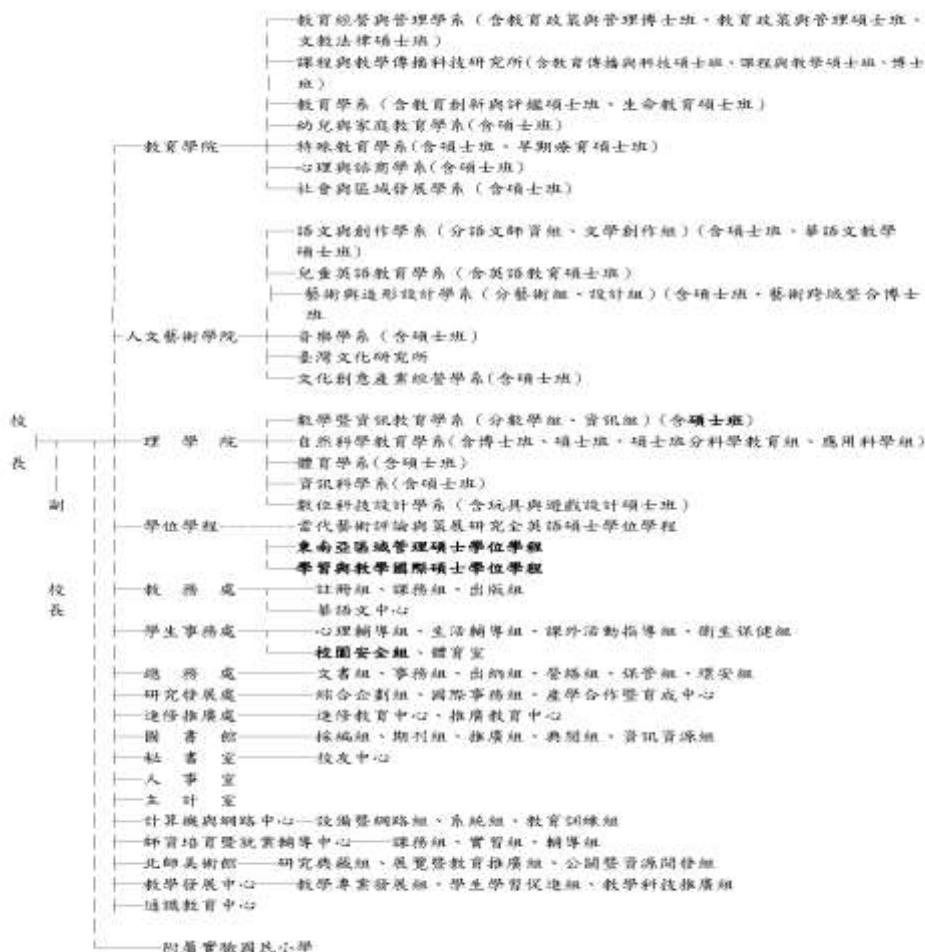 教育經營與管理學系（含教育政策與管理博士班、教育政策與管理碩士班、
文教法律碩士班）
課程與教學傳播科技研究所(含教育傳播與科技碩士班、課程與教學碩士班、博士
班)
教育學系（含教育創新與評鑑碩士班、生命教育碩士班）
幼兒與家庭教育學系(含碩士班)
教育學院 特殊教育學系(含碩士班、早期療育碩士班)
心理與諮商學系(含碩士班)
社會與區域發展學系（含碩士班）
語文與創作學系（分語文師資組、文學創作組）(含碩士班、華語文教學
碩士班)
兒童英語教育學系（含英語教育碩士班）
藝術與造形設計學系（分藝術組、設計組）(含碩士班、藝術跨域整合博士
班
人文藝術學院 音樂學系（含碩士班）
臺灣文化研究所
文化創意產業經營學系(含碩士班)
校長
數學暨資訊教育學系（分數學組、資訊組）(含碩士班)
理學院 自然科學教育學系(含博士班、碩士班、碩士班分科學教育組、應用科學組)
體育學系(含碩士班)
資訊科學系(含碩士班)
副校長
數位科技設計學系（含玩具與遊戲設計碩士班）
學位學程 當代藝術評論與策展研究全英語碩士學位學程
東南亞區域管理碩士學位學程
學習與教學國際碩士學位學程
教務處 註冊組、課務組、出版組
華語文中心
學生事務處 心理輔導組、生活輔導組、課外活動指導組、衛生保健組
校園安全組、體育室
總務處 文書組、事務組、出納組、營繕組、保管組、環安組
研究發展處 綜合企劃組、國際事務組、產學合作暨育成中心
進修推廣處 進修教育中心、推廣教育中心
圖書館 採編組、期刊組、推廣組、典閱組、資訊資源組
秘書室 校友中心
人事室
主計室
計算機與網路中心 設備暨網路組、系統組、教育訓練組
師資培育暨就業輔導中心 課務組、實習組、輔導組
北師美術館 研究典藏組、展覽暨教育推廣組、公關暨資源開發組
教學發展中心 教學專業發展組、學生學習促進組、教學科技推廣組
通識教育中心
附屬實驗國民小學